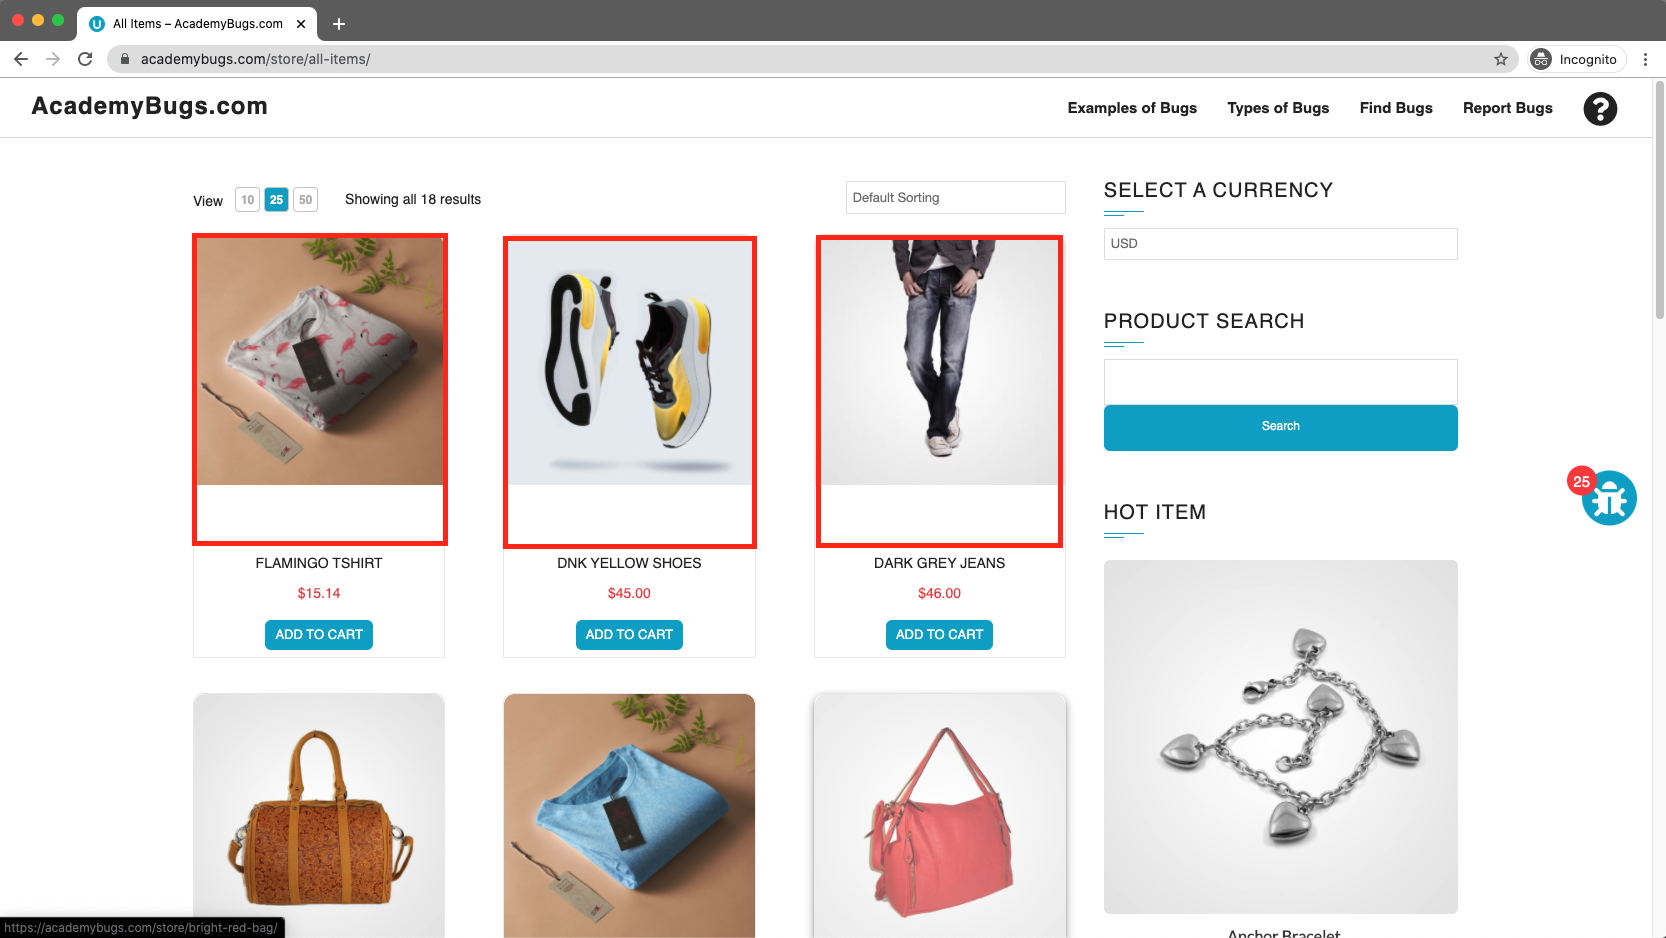 All Items – AcademyBugs.com
academybugs.com/store/all-items/
Incognito
AcademyBugs.com
Examples of Bugs
Types of Bugs
Find Bugs
Report Bugs
?
View 10 25 50 Showing all 18 results
Default Sorting
SELECT A CURRENCY
USD
PRODUCT SEARCH
Search
25
HOT ITEM
FLAMINGO TSHIRT
$15.14
ADD TO CART
DNK YELLOW SHOES
$45.00
ADD TO CART
DARK GREY JEANS
$46.00
ADD TO CART
Anchor Bracelet
https://academybugs.com/store/bright-red-bag/